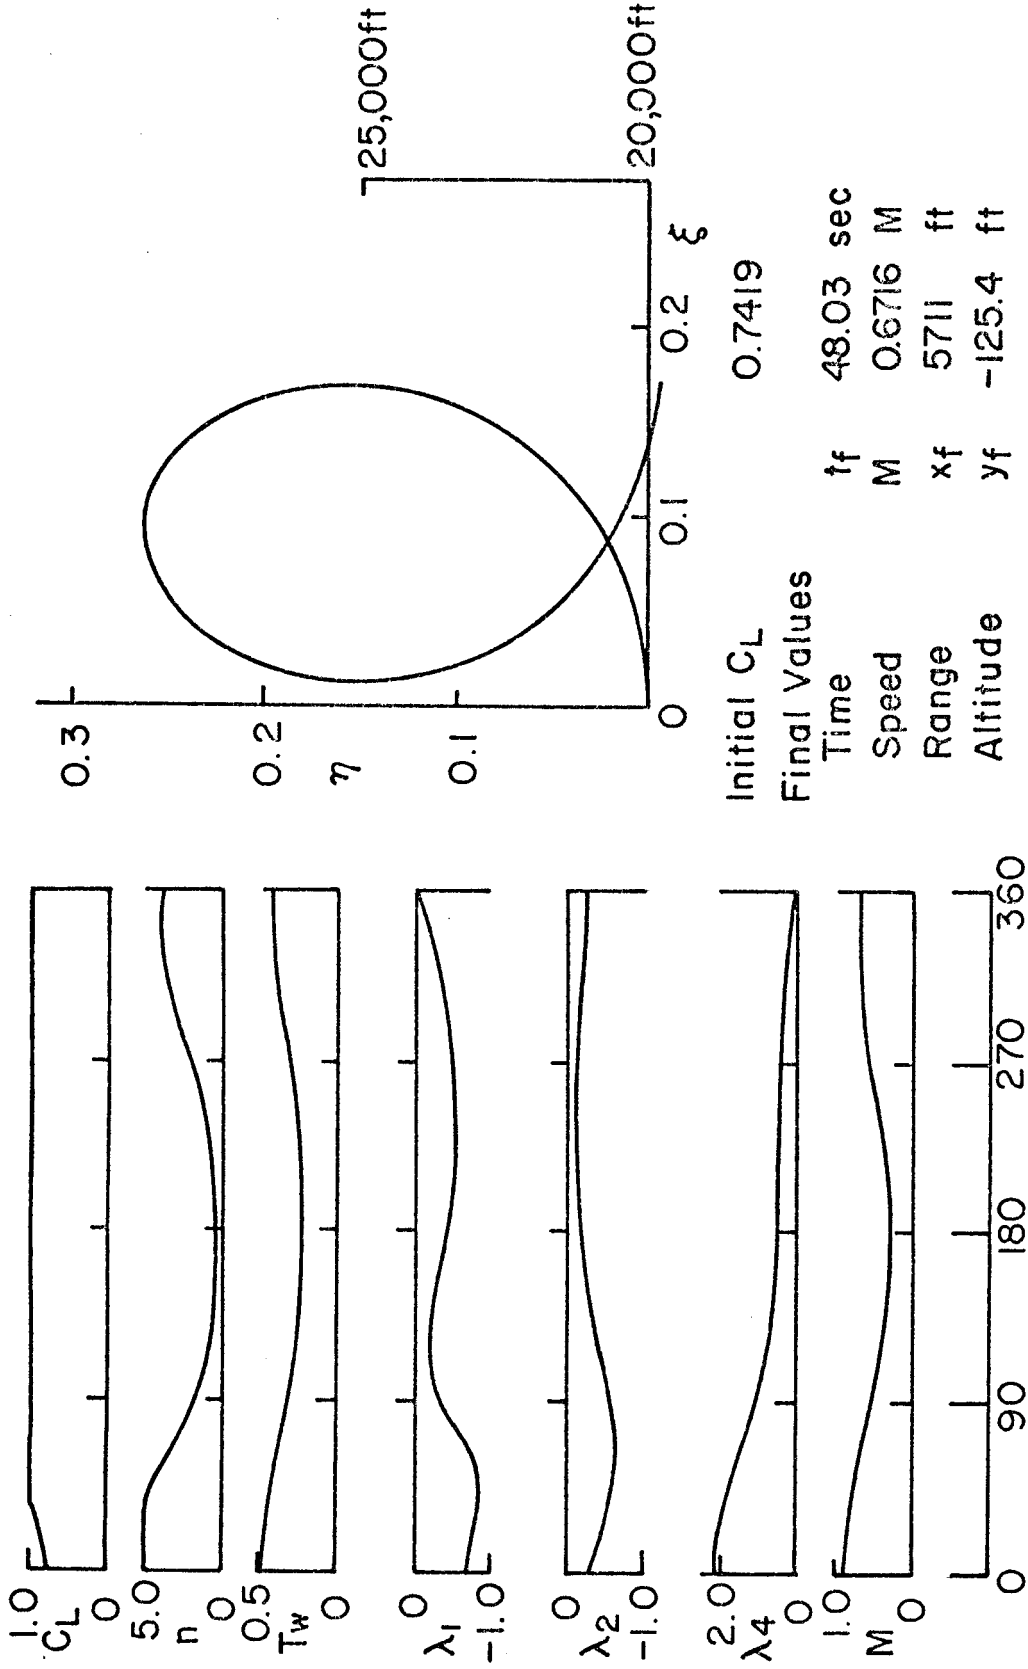 1.0
C_L
0
5.0
n
0
0.5
T_w
0
0
λ_1
-1.0
0
λ_2
-1.0
2.0
λ_4
0
1.0
M
0
0 90 180 270 360
0.3
0.2
η
0.1
0 0.1 0.2 ξ
25,000ft
20,000ft
Initial C_L 0.7419
Final Values
Time t_f 48.03 sec
Speed M 0.6716 M
Range x_f 5711 ft
Altitude y_f -125.4 ft